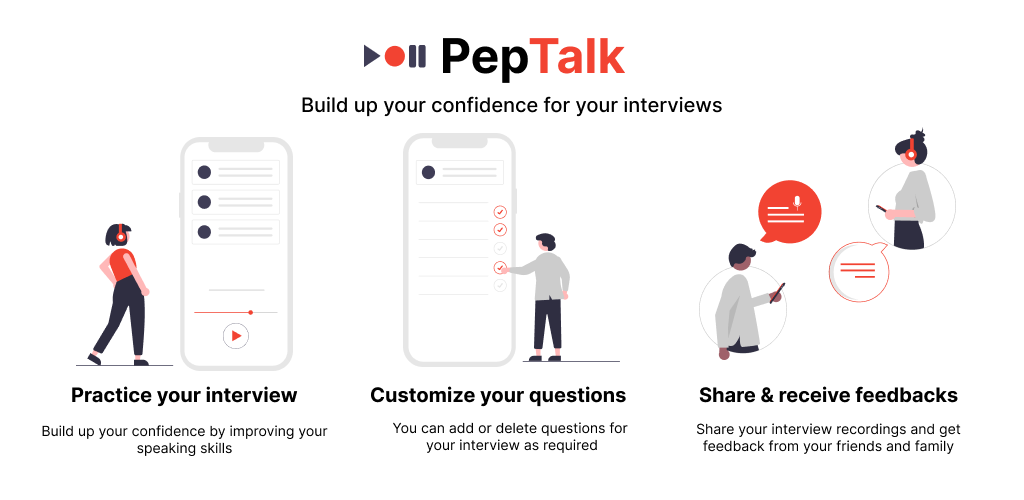 PepTalk
Build up your confidence for your interviews
Practice your interview
Build up your confidence by improving your
speaking skills
Customize your questions
You can add or delete questions for
your interview as required
Share & receive feedbacks
Share your interview recordings and get
feedback from your friends and family